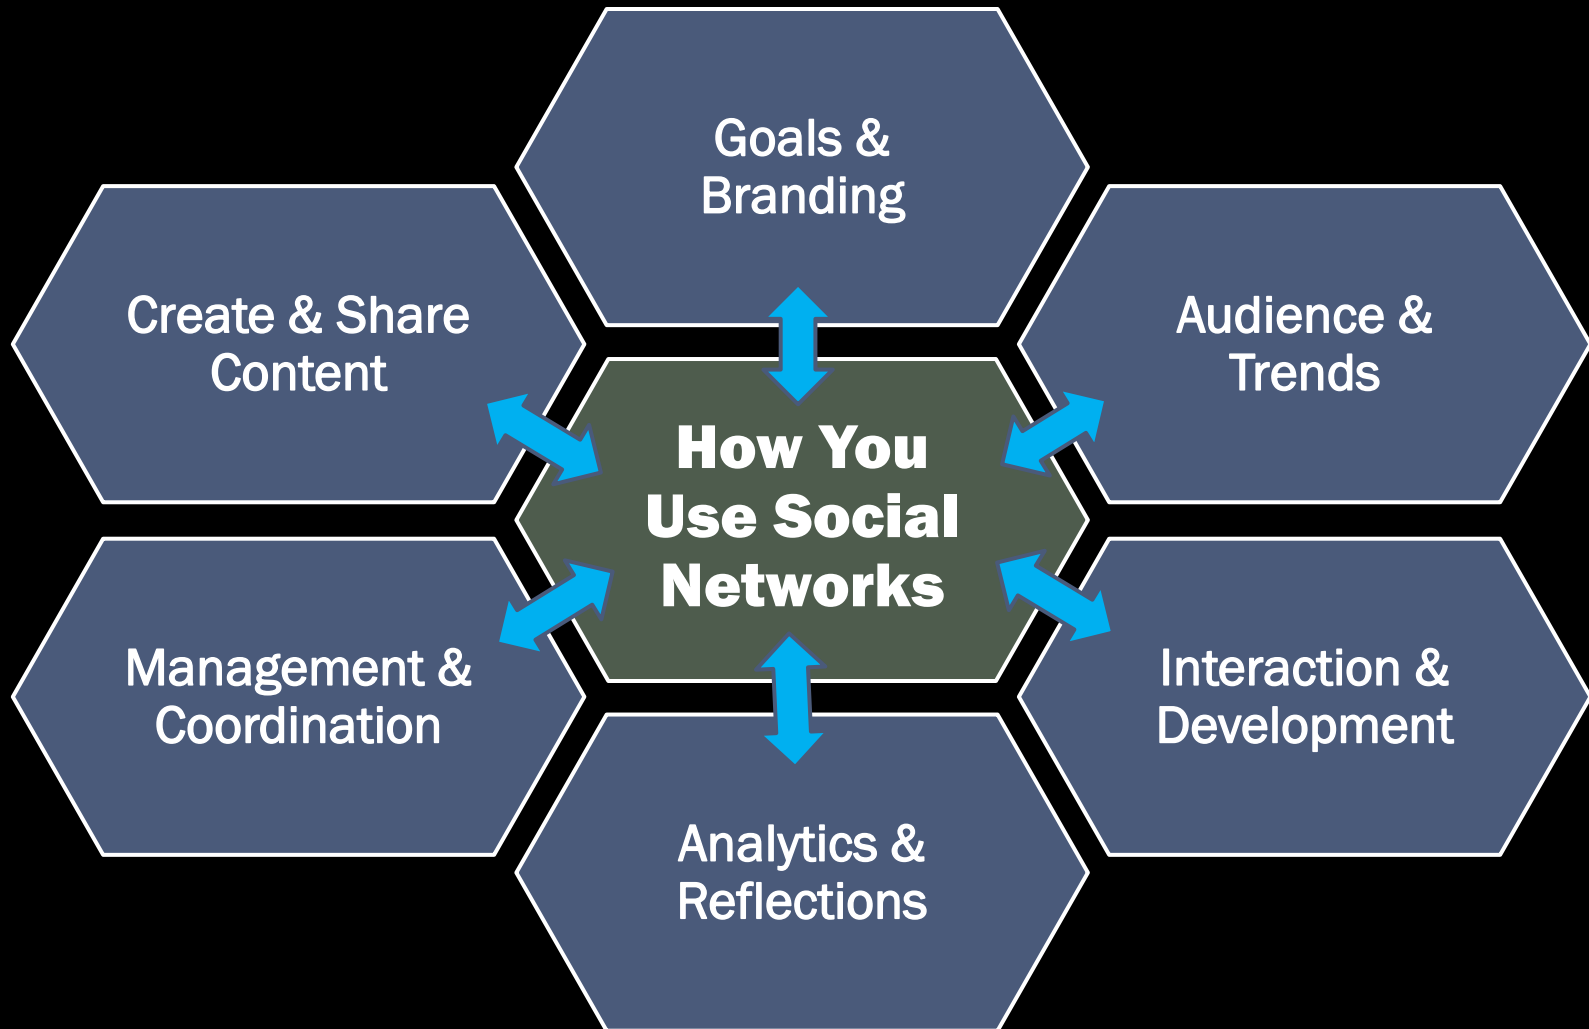 Goals &
Branding
Create & Share
Content
Audience &
Trends
How You
Use Social
Networks
Management &
Coordination
Interaction &
Development
Analytics &
Reflections